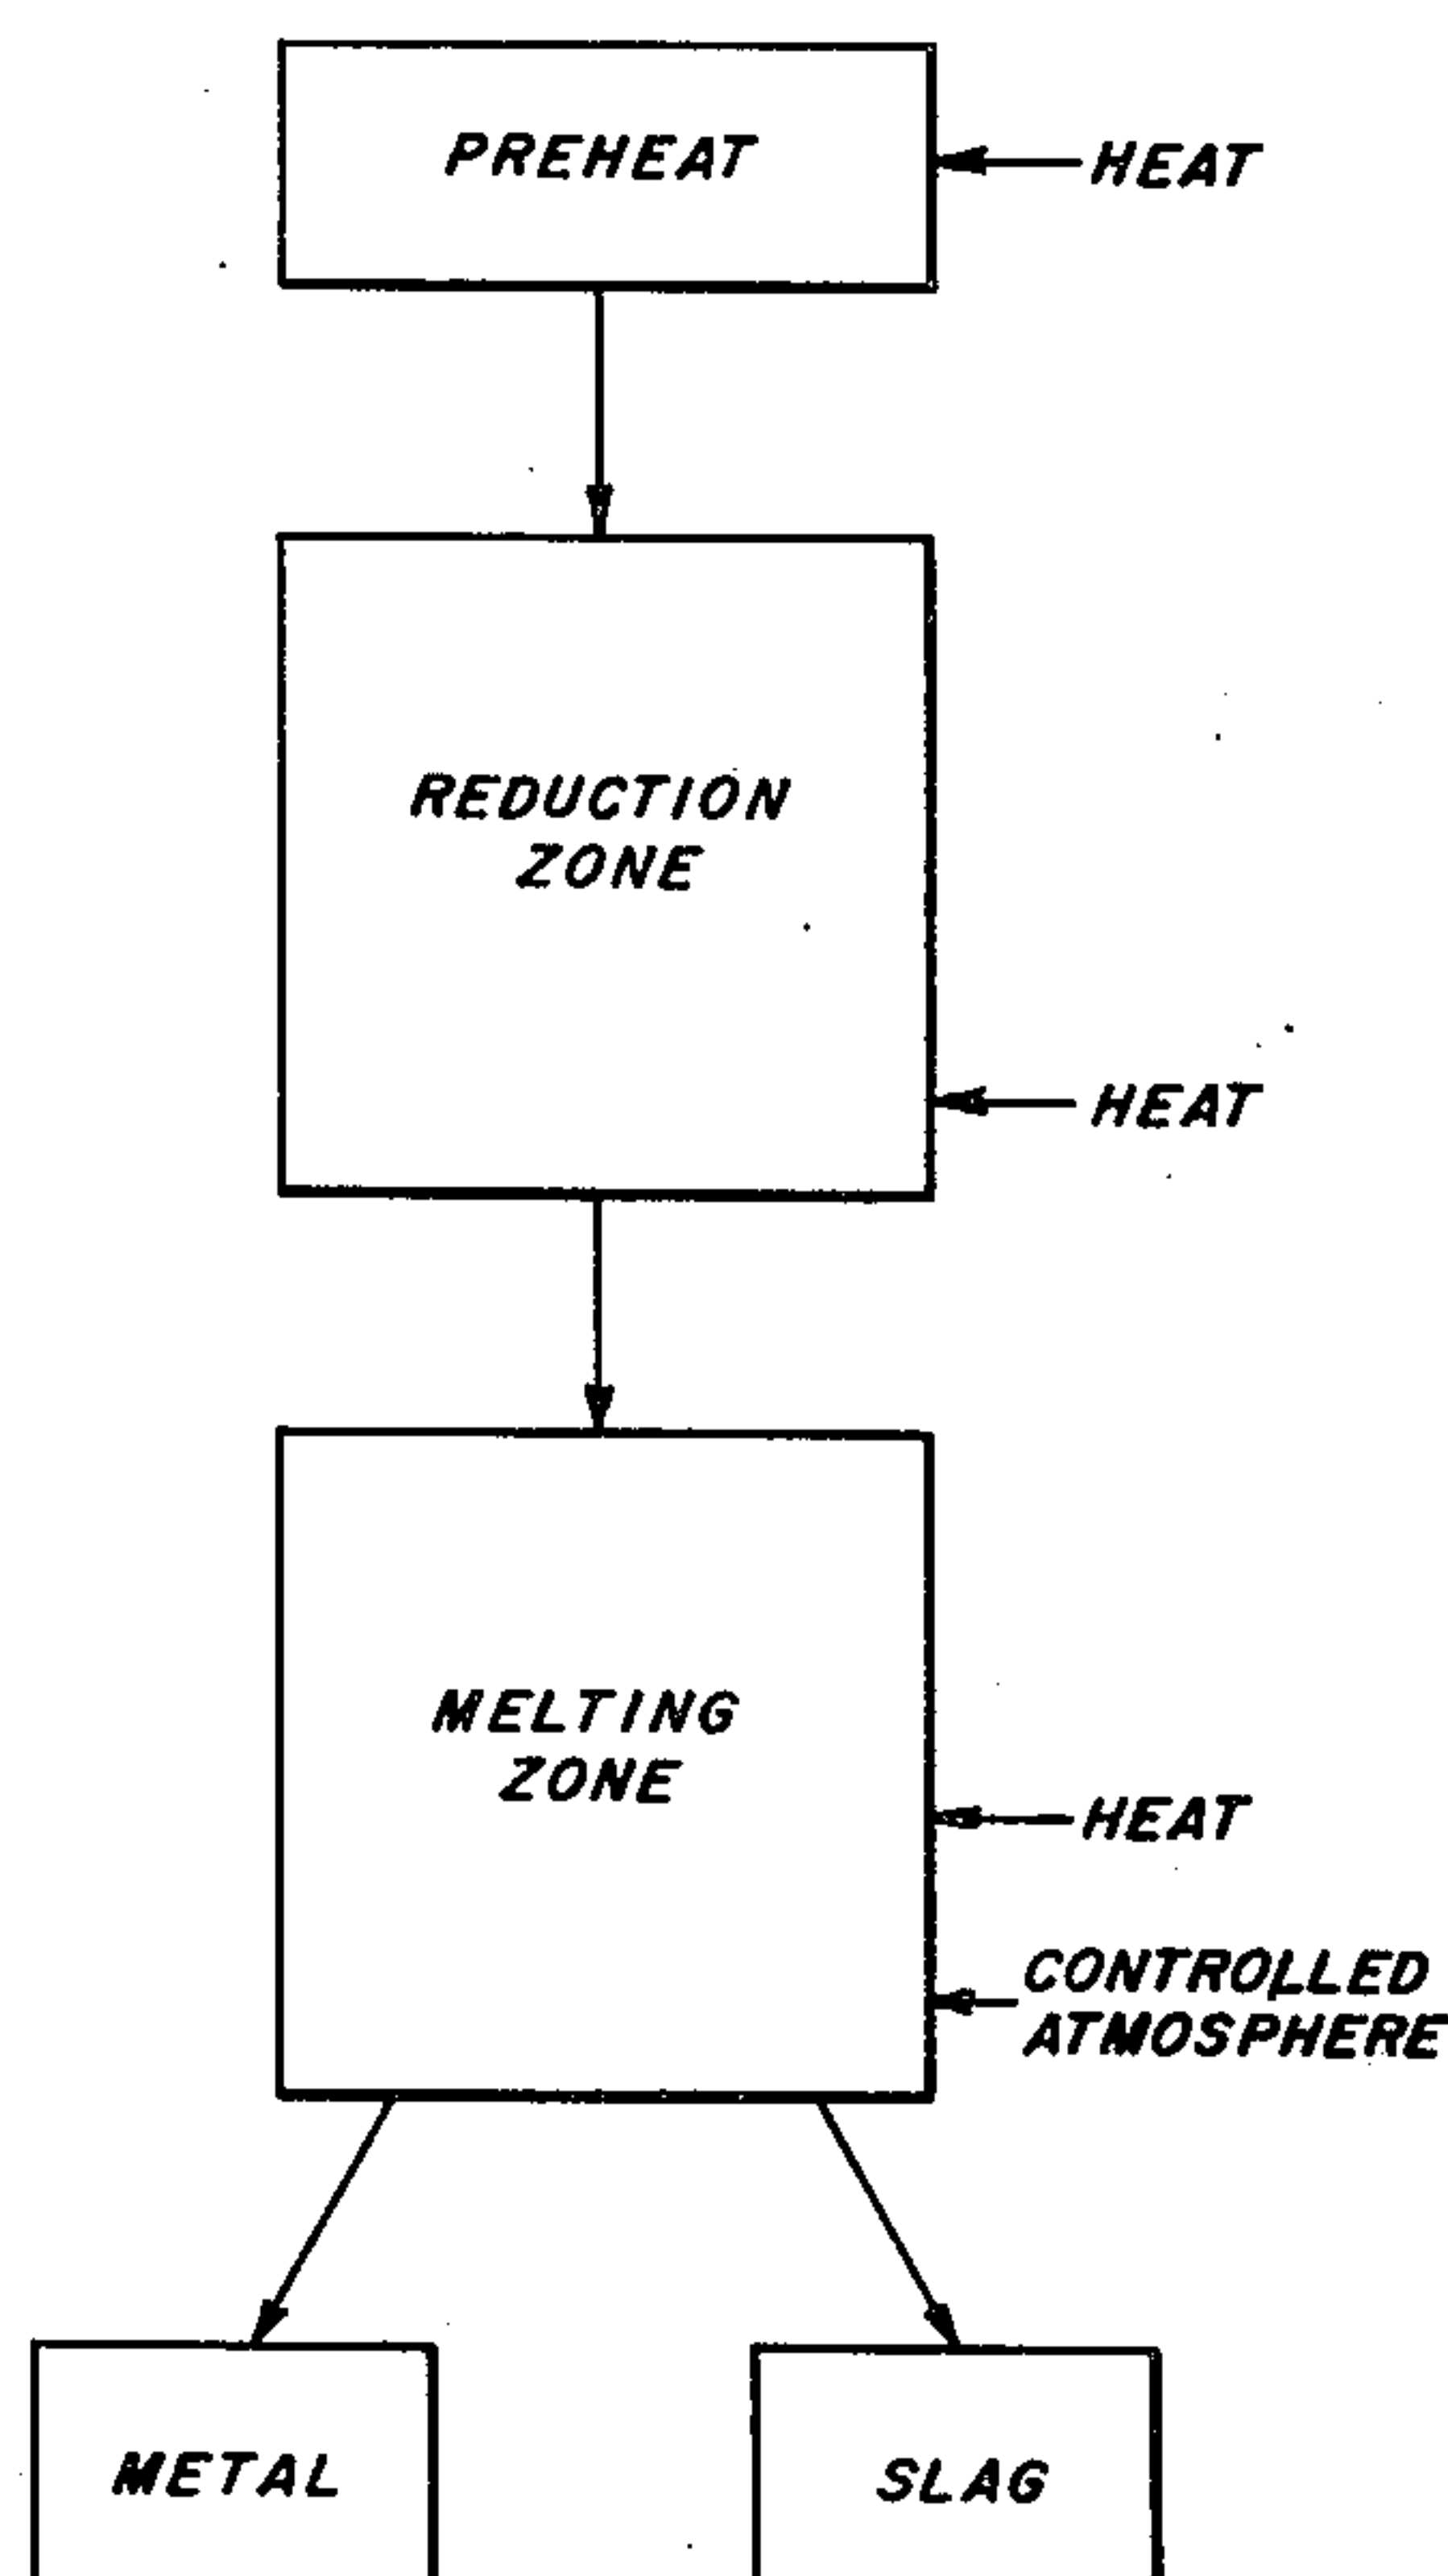 PREHEAT
HEAT
REDUCTION
ZONE
HEAT
MELTING
ZONE
HEAT
CONTROLLED
ATMOSPHERE
METAL
SLAG